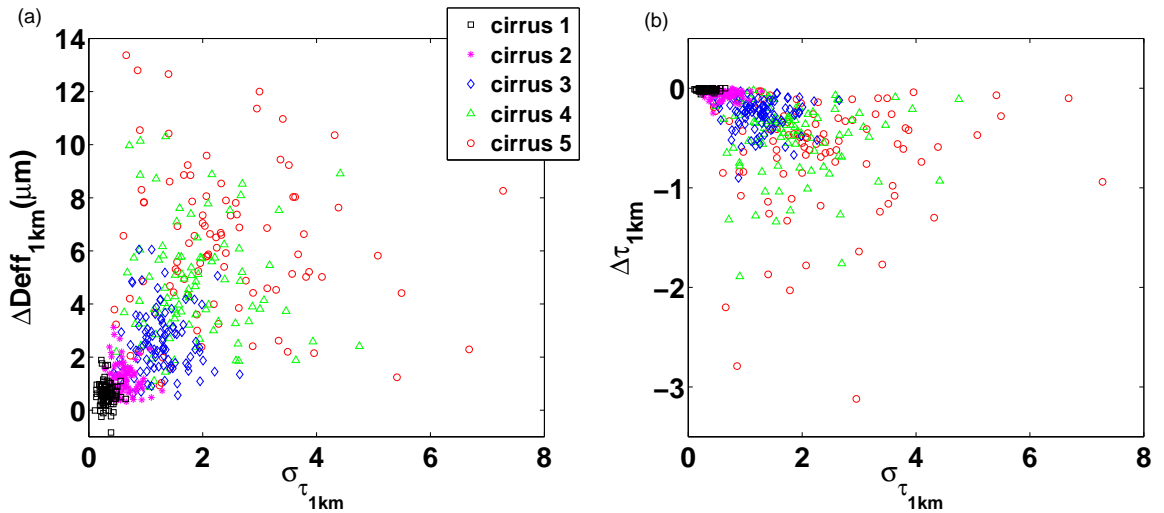 (a)
14
12
10
8
6
4
2
0
ΔDeff1km(μm)
0 2 4 6 8
στ1km
cirrus 1
cirrus 2
cirrus 3
cirrus 4
cirrus 5
(b)
0
−1
−2
−3
Δτ1km
0 2 4 6 8
στ1km